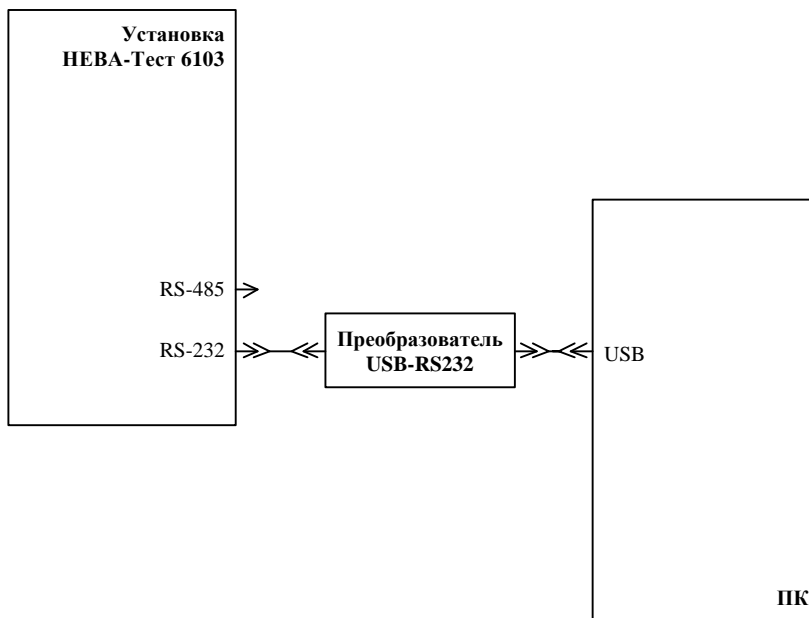 Установка
НЕВА-Тест 6103
RS-485
RS-232
Преобразователь
USB-RS232
USB
ПК